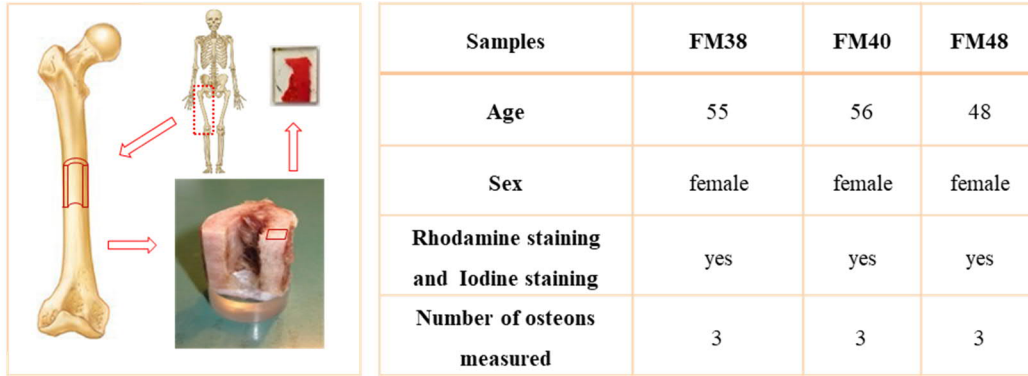 Samples FM38 FM40 FM48
Age 55 56 48
Sex female female female
Rhodamine staining
and Iodine staining yes yes yes
Number of osteons
measured 3 3 3